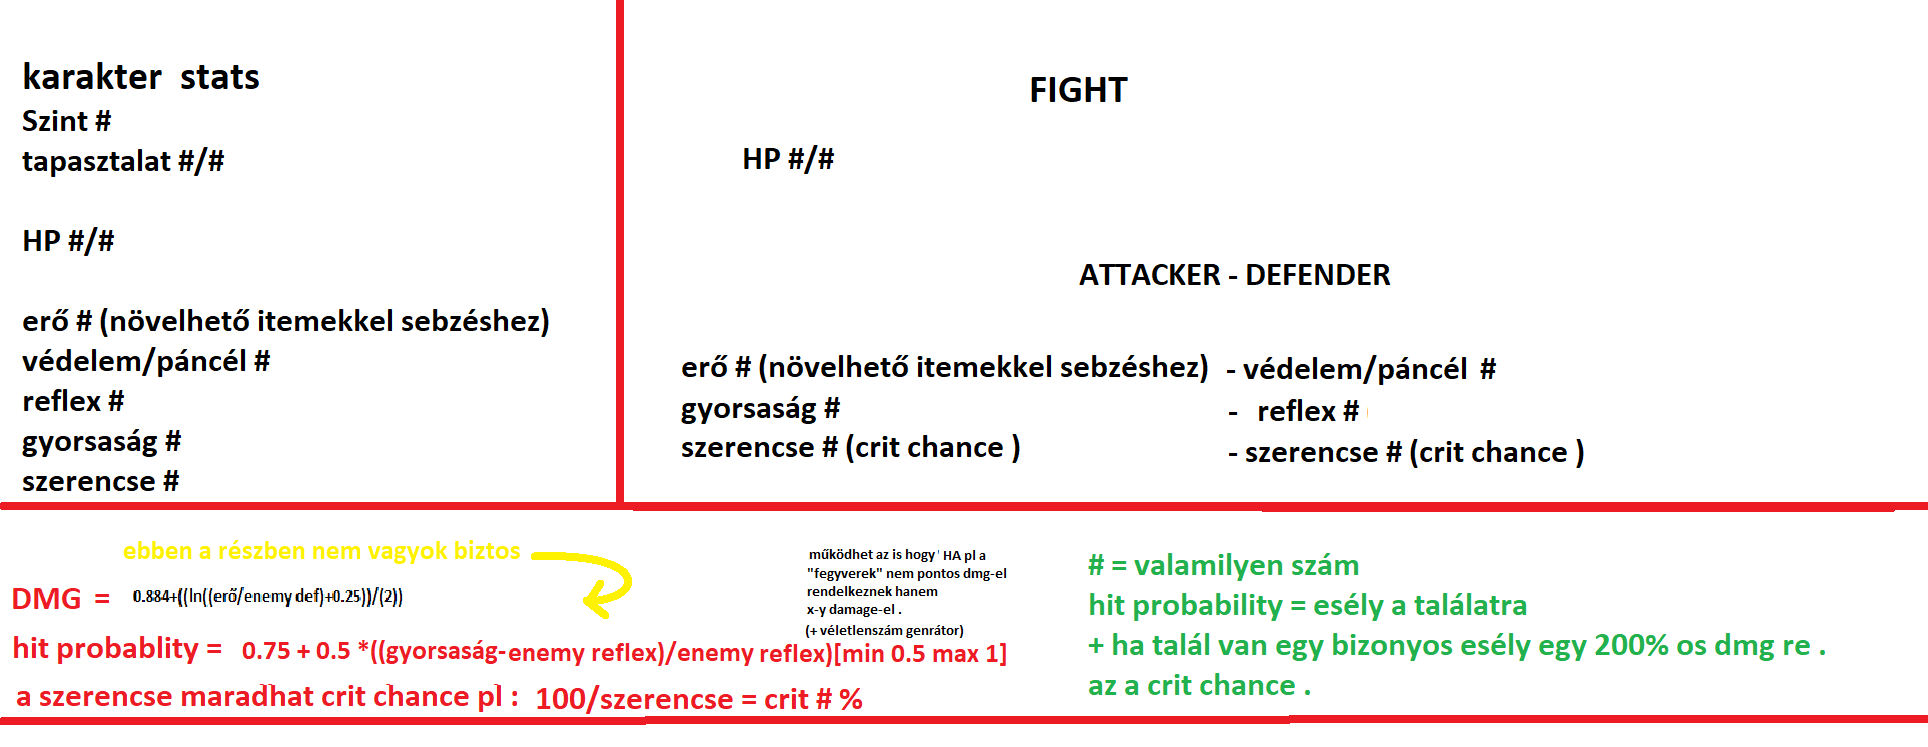 karakter stats
Szint #
tapasztalat #/#
HP #/#
erő # (növelhető itemekkel sebzéshez)
védelem/páncél #
reflex #
gyorsaság #
szerencse #
FIGHT
HP #/#
ATTACKER - DEFENDER
erő # (növelhető itemekkel sebzéshez) - védelem/páncél #
gyorsaság # - reflex #
szerencse # (crit chance ) - szerencse # (crit chance )
ebben a részben nem vagyok biztos
DMG = 0.884+((ln((erő/enemy def)+0.25))/(2))
hit probablity = 0.75 + 0.5 *((gyorsaság-enemy reflex)/enemy reflex)[min 0.5 max 1]
a szerencse maradhat crit chance pl : 100/szerencse = crit # %
működhet az is hogy HA pl a
"fegyverek" nem pontos dmg-el
rendelkeznek hanem
x-y damage-el .
(+ véletlenszám genrátor)
# = valamilyen szám
hit probability = esély a találatra
+ ha talál van egy bizonyos esély egy 200% os dmg re .
az a crit chance .